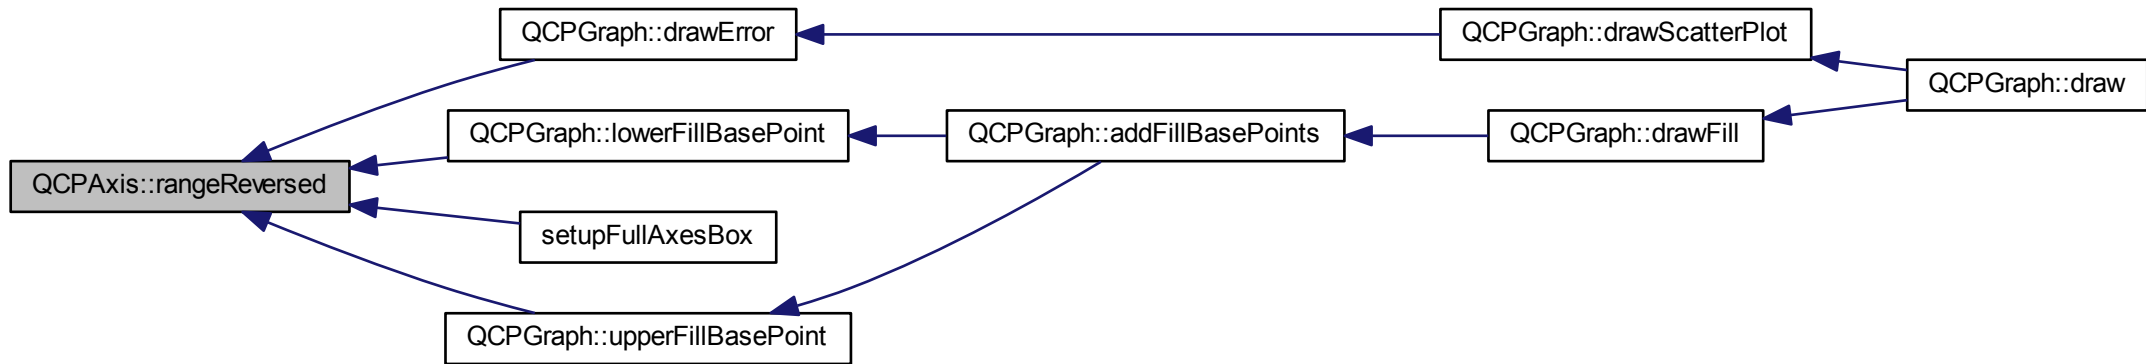 QCPGraph::drawError
QCPGraph::drawScatterPlot
QCPGraph::draw
QCPGraph::lowerFillBasePoint
QCPGraph::addFillBasePoints
QCPGraph::drawFill
QCPAxis::rangeReversed
setupFullAxesBox
QCPGraph::upperFillBasePoint